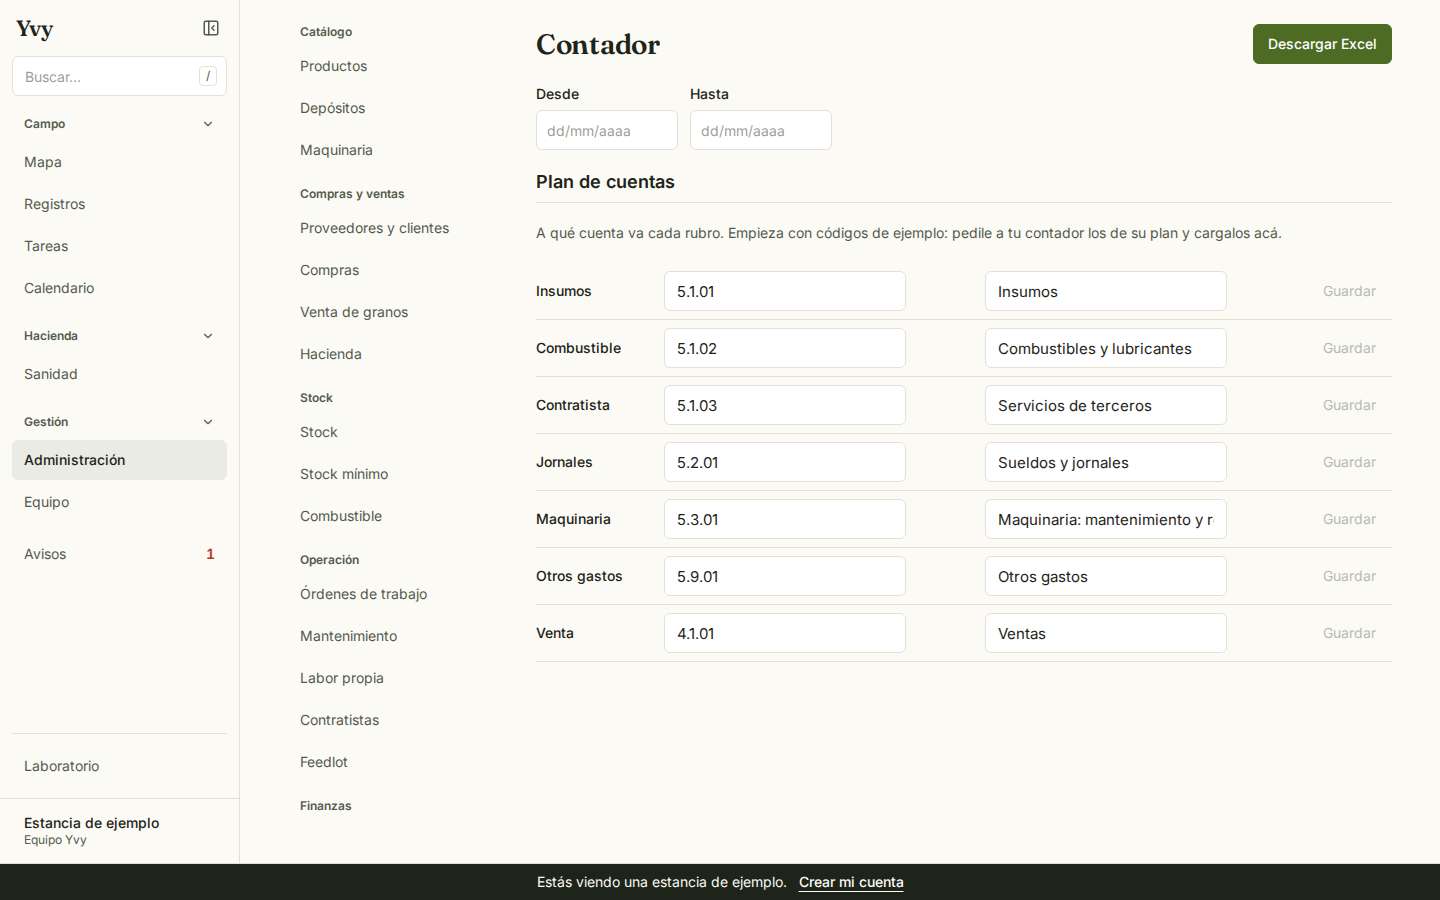 Yvy
Buscar...
/
Campo
Mapa
Registros
Tareas
Calendario
Hacienda
Sanidad
Gestión
Administración
Equipo
Avisos 1
Laboratorio
Estancia de ejemplo
Equipo Yvy
Catálogo
Productos
Depósitos
Maquinaria
Compras y ventas
Proveedores y clientes
Compras
Venta de granos
Hacienda
Stock
Stock
Stock mínimo
Combustible
Operación
Órdenes de trabajo
Mantenimiento
Labor propia
Contratistas
Feedlot
Finanzas
Contador
Descargar Excel
Desde Hasta
dd/mm/aaaa dd/mm/aaaa
Plan de cuentas
A qué cuenta va cada rubro. Empieza con códigos de ejemplo: pedile a tu contador los de su plan y cargalos acá.
Insumos 5.1.01 Insumos Guardar
Combustible 5.1.02 Combustibles y lubricantes Guardar
Contratista 5.1.03 Servicios de terceros Guardar
Jornales 5.2.01 Sueldos y jornales Guardar
Maquinaria 5.3.01 Maquinaria: mantenimiento y Guardar
Otros gastos 5.9.01 Otros gastos Guardar
Venta 4.1.01 Ventas Guardar
Estás viendo una estancia de ejemplo. Crear mi cuenta